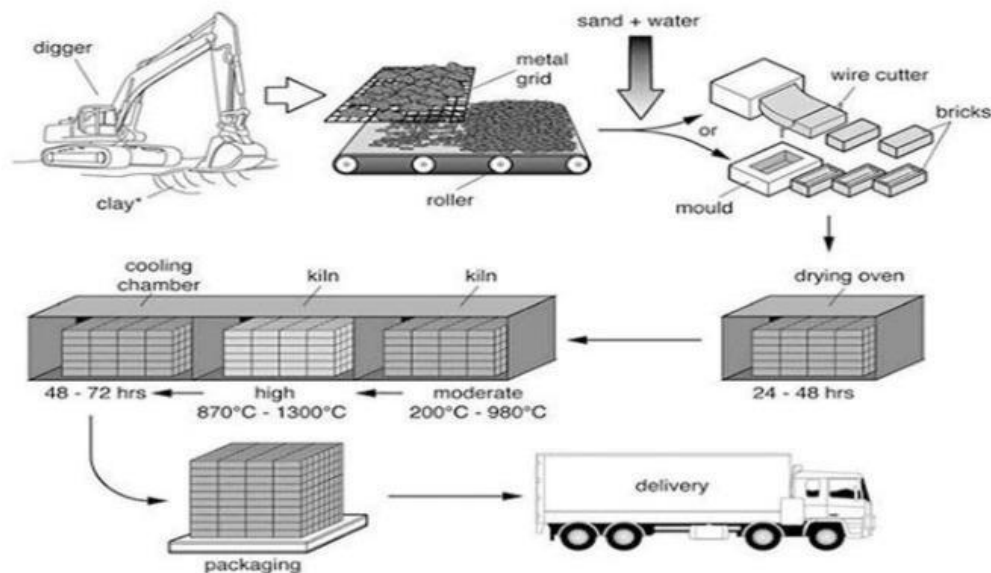 digger
clay*
metal
grid
roller
sand + water
or
wire cutter
bricks
mould
drying oven
24 - 48 hrs
kiln
moderate
200°C - 980°C
kiln
high
870°C - 1300°C
cooling
chamber
48 - 72 hrs
packaging
delivery